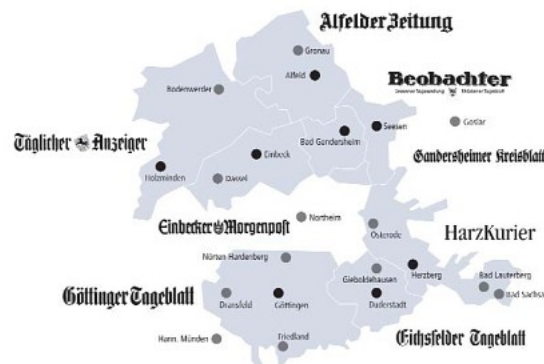 Alfelder Zeitung
Gronau
Alfeld
Beobachter
Bodenwerder
Goslar
Täglicher Anzeiger
Seesen
Bad Gandersheim
Einbeck
Gandersheimer Kreisblatt
Holzminden
Dassel
Einbecker Morgenpost
Northeim
Osterode
HarzKurier
Nörten Hardenberg
Gieboldehausen
Herzberg
Bad Lauterberg
Göttinger Tageblatt
Dransfeld
Göttingen
Duderstadt
Bad Sachsa
Hann. Münden
Friedland
Eichsfelder Tageblatt